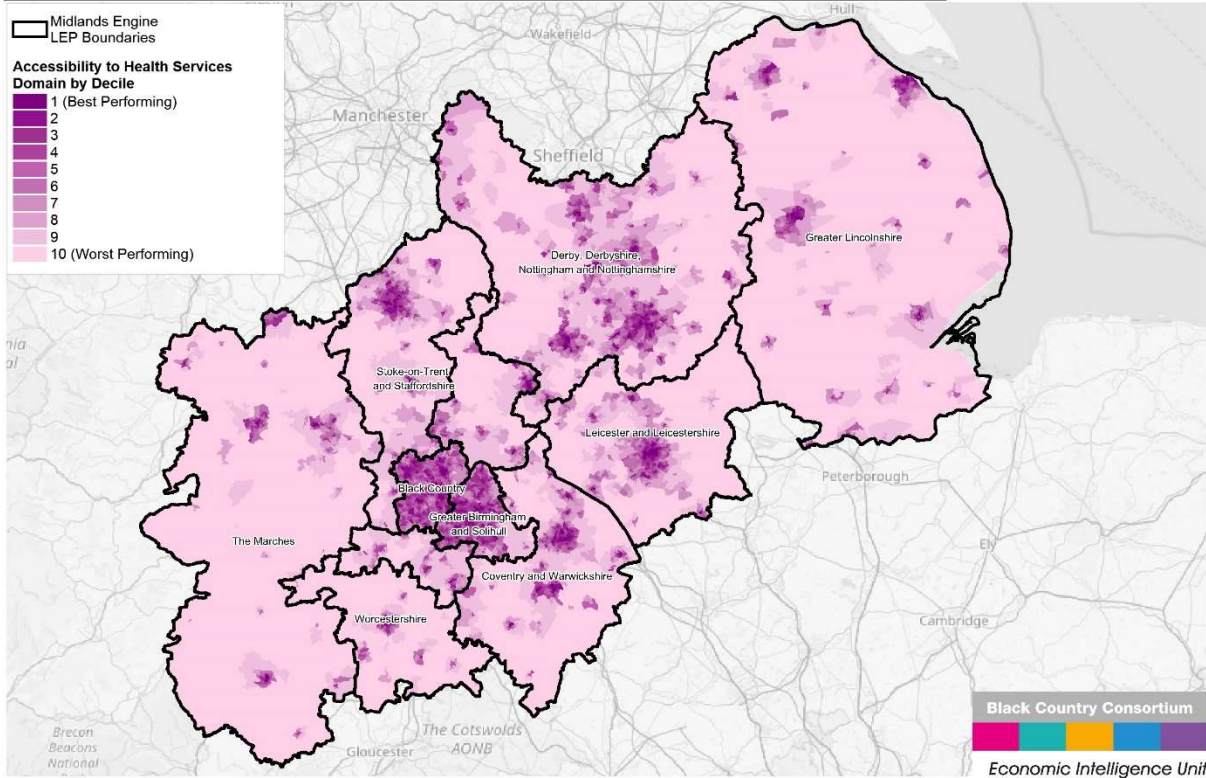 Midlands Engine
LEP Boundaries
Accessibility to Health Services
Domain by Decile
1 (Best Performing)
2
3
4
5
6
7
8
9
10 (Worst Performing)
Hull
Wakefield
Manchester
Sheffield
Greater Lincolnshire
Derby, Derbyshire,
Nottingham and Nottinghamshire
Stoke-on-Trent
and Staffordshire
Leicester and Leicestershire
Peterborough
Black Country
Greater Birmingham
and Solihull
The Marches
Ely
Coventry and Warwickshire
Worcestershire
Cambridge
The Cotswolds
AONB
Gloucester
Brecon
Beacons
National
Black Country Consortium
Economic Intelligence Unit